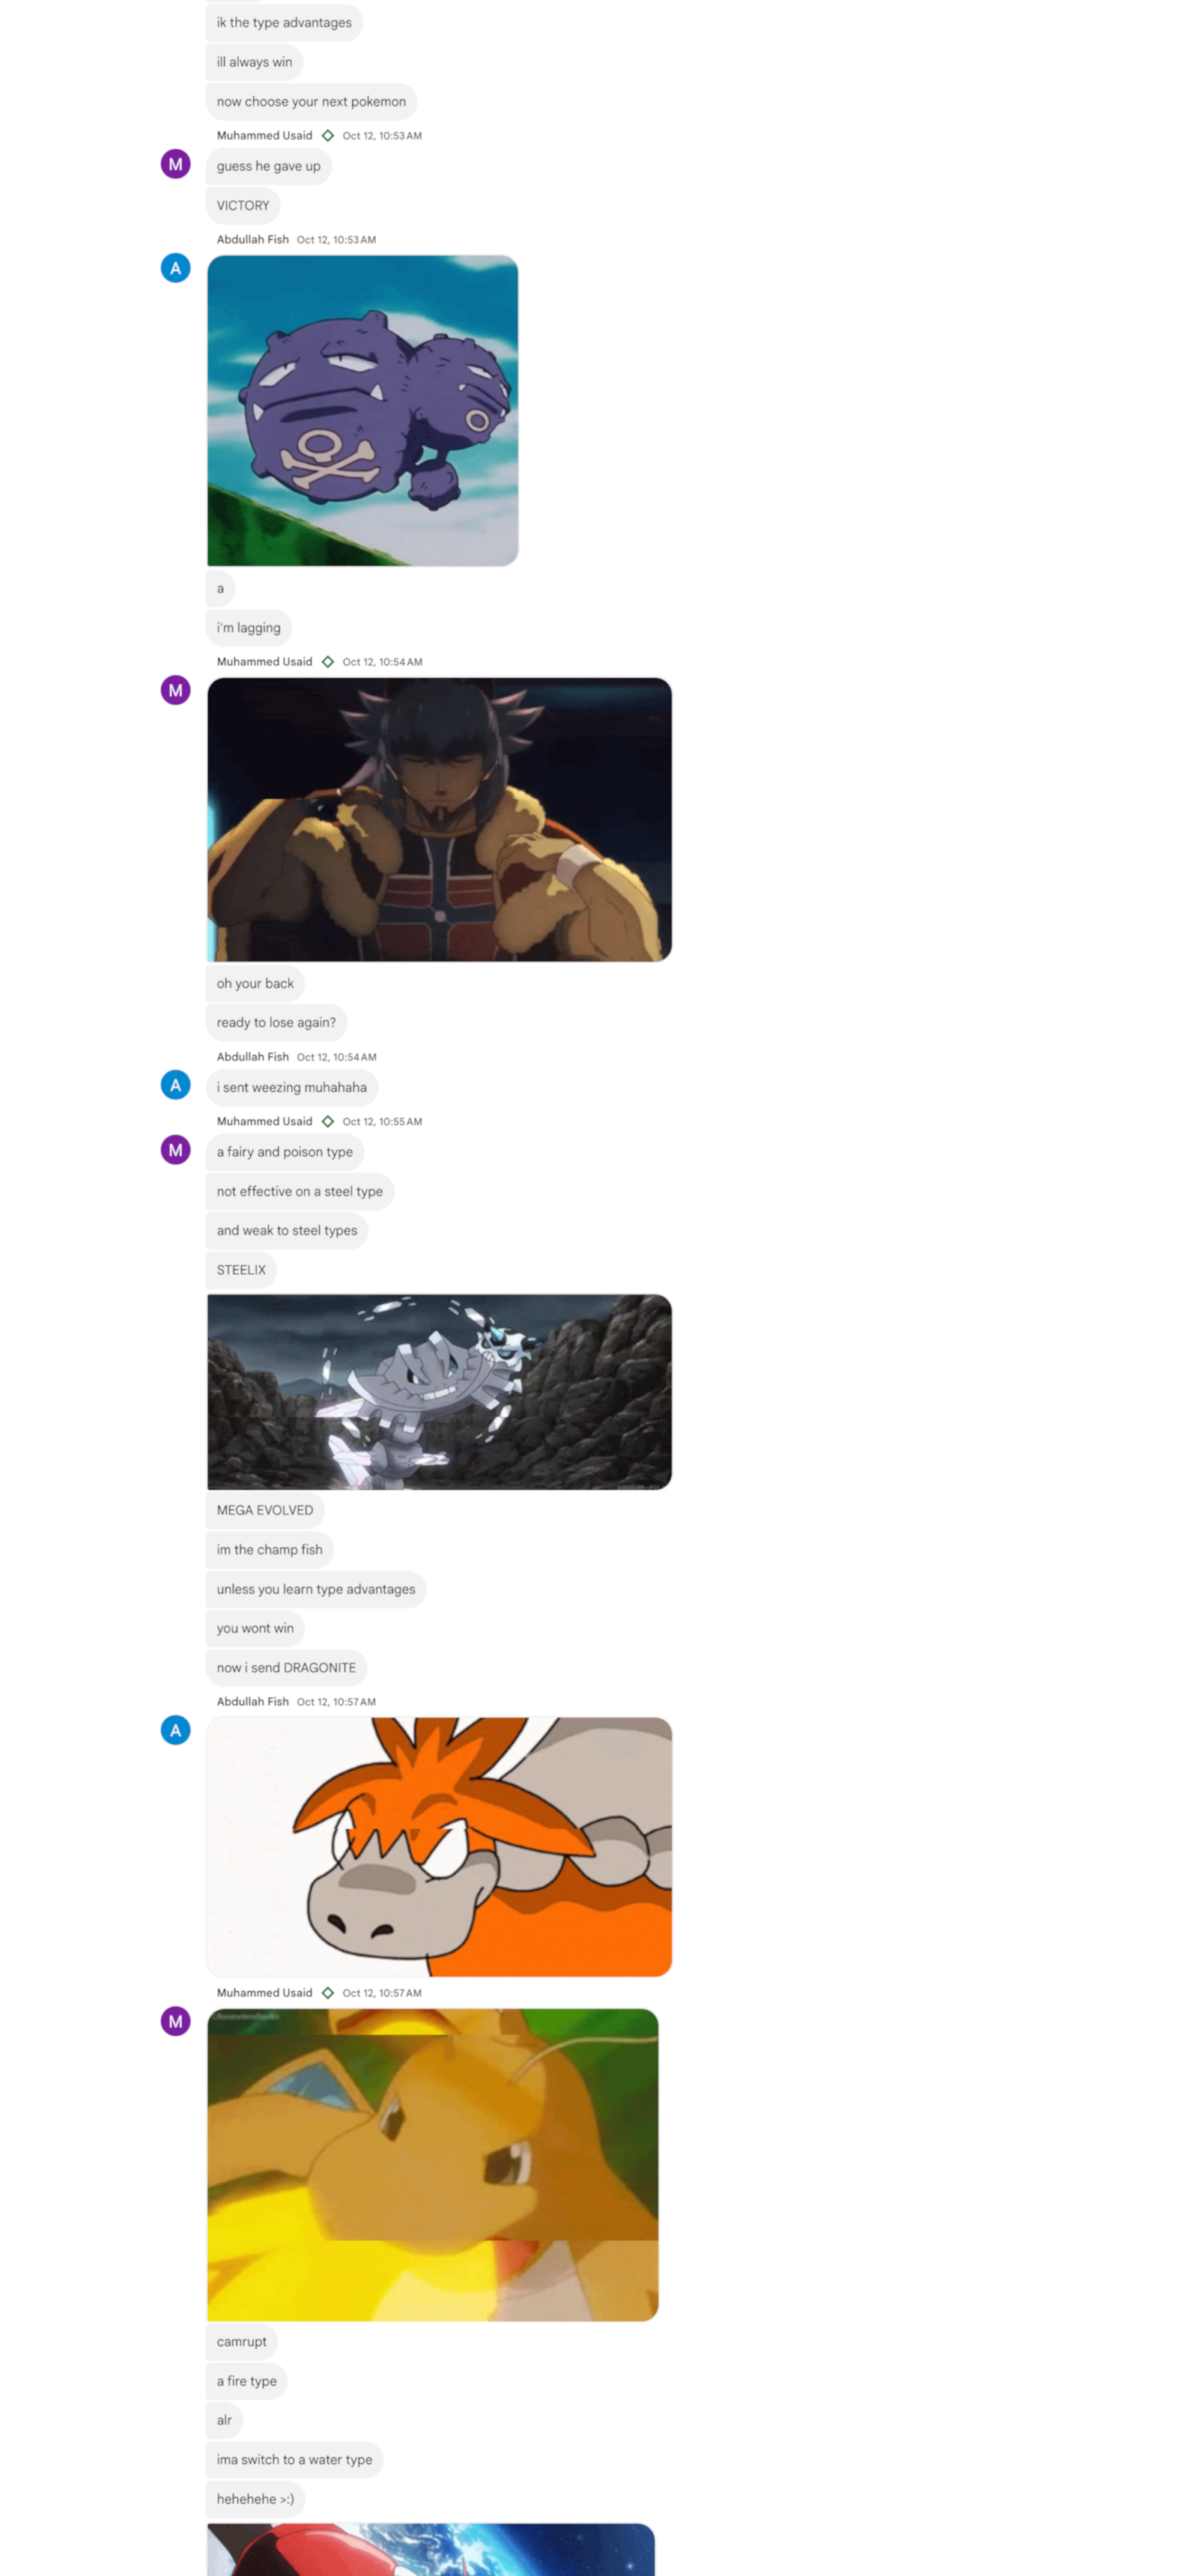 ik the type advantages
ill always win
now choose your next pokemon
Muhammed Usaid Oct 12, 10:53 AM
M
guess he gave up
VICTORY
Abdullah Fish Oct 12, 10:53 AM
A
a
i'm lagging
Muhammed Usaid Oct 12, 10:54 AM
M
oh your back
ready to lose again?
Abdullah Fish Oct 12, 10:54 AM
A
i sent weezing muhahaha
Muhammed Usaid Oct 12, 10:55 AM
M
a fairy and poison type
not effective on a steel type
and weak to steel types
STEELIX
MEGA EVOLVED
im the champ fish
unless you learn type advantages
you wont win
now i send DRAGONITE
Abdullah Fish Oct 12, 10:57 AM
A
Muhammed Usaid Oct 12, 10:57 AM
M
camrupt
a fire type
alr
ima switch to a water type
hehehehe >:)